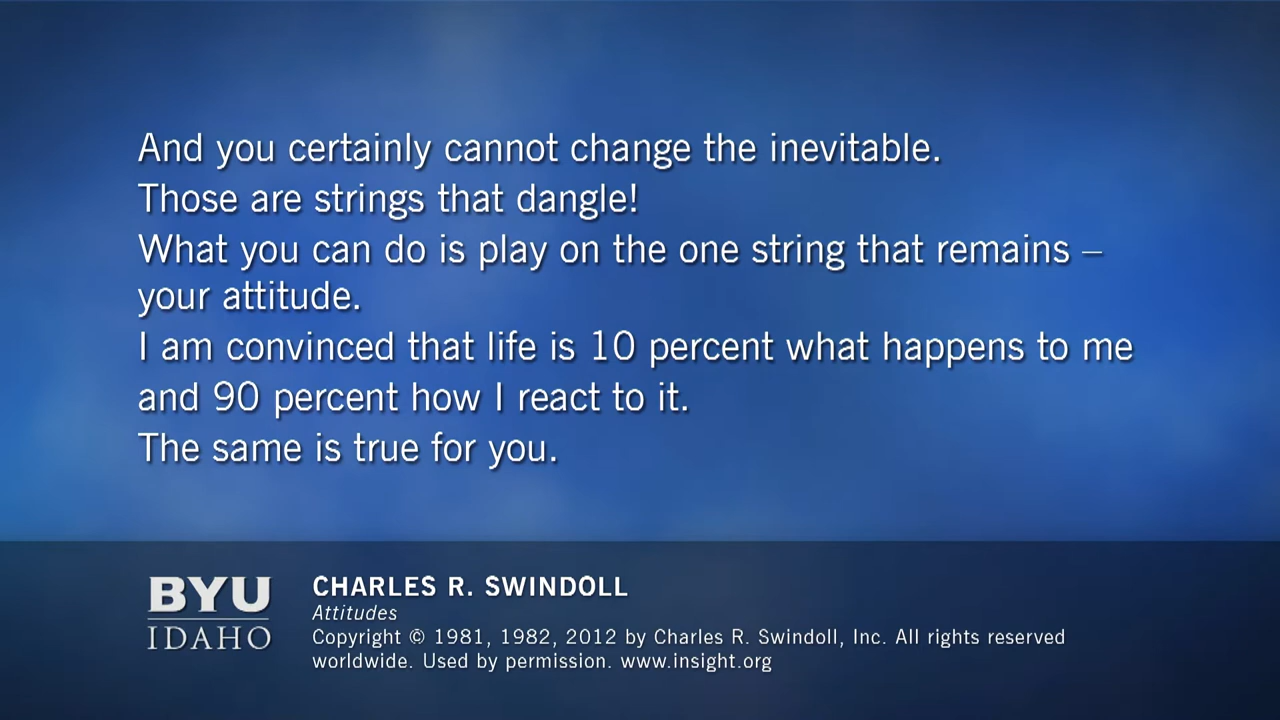 And you certainly cannot change the inevitable.
Those are strings that dangle!
What you can do is play on the one string that remains –
your attitude.
I am convinced that life is 10 percent what happens to me
and 90 percent how I react to it.
The same is true for you.
BYU
IDAHO
CHARLES R. SWINDOLL
Attitudes
Copyright © 1981, 1982, 2012 by Charles R. Swindoll, Inc. All rights reserved
worldwide. Used by permission. www.insight.org